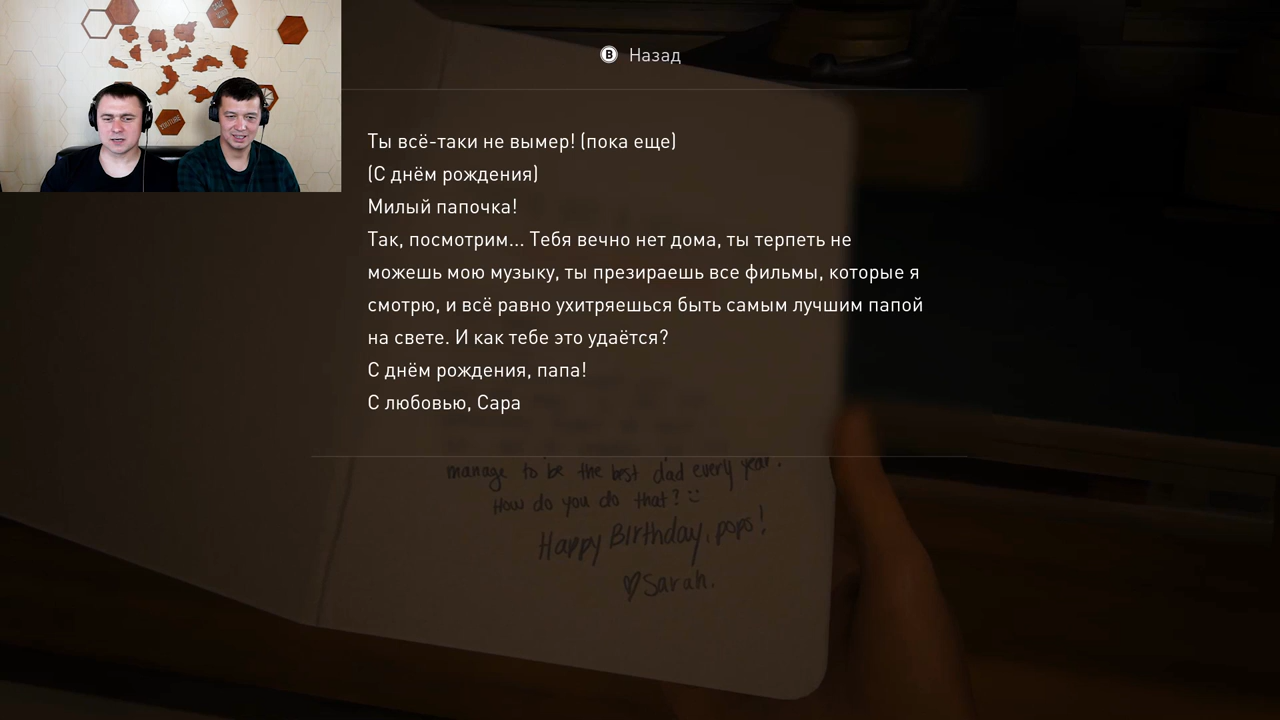 B Назад
Ты всё-таки не вымер! (пока еще)
(С днём рождения)
Милый папочка!
Так, посмотрим... Тебя вечно нет дома, ты терпеть не
можешь мою музыку, ты презираешь все фильмы, которые я
смотрю, и всё равно ухитряешься быть самым лучшим папой
на свете. И как тебе это удаётся?
С днём рождения, папа!
С любовью, Сара
manage to be the best dad every year.
How do you do that?
Happy Birthday, pops!
Sarah.